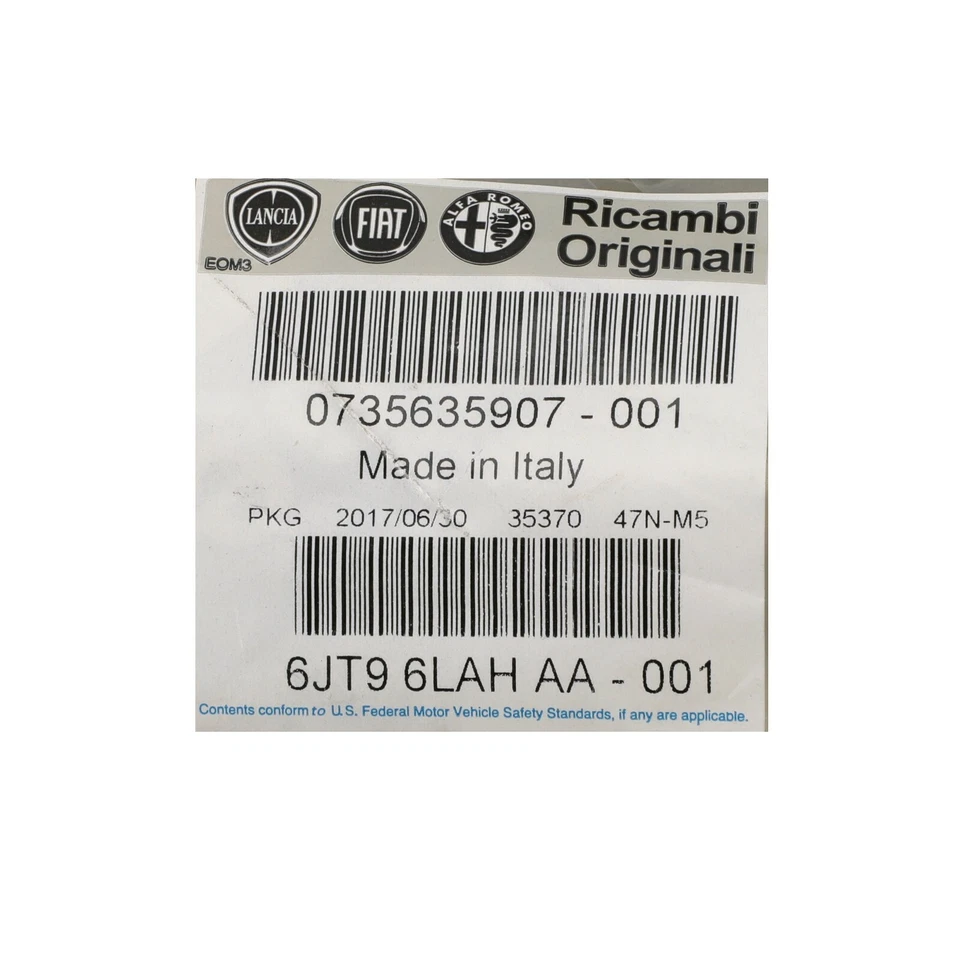 LANCIA FIAT ALFA ROMEO Ricambi
Originali
EOM3
0735635907 - 001
Made in Italy
PKG 2017/06/30 35370 47N-M5
6JT9 6LAH AA - 001
Contents conform to U.S. Federal Motor Vehicle Safety Standards, if any are applicable.